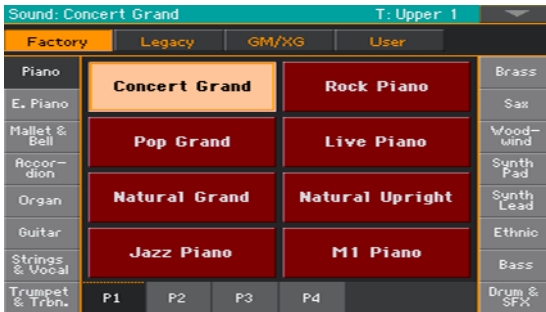 Sound: Concert Grand T: Upper 1
Factory Legacy GM/XG User
Piano
E. Piano
Mallet &
Bell
Accor-
dion
Organ
Guitar
Strings
& Vocal
Trumpet
& Trbn.
Concert Grand Rock Piano
Pop Grand Live Piano
Natural Grand Natural Upright
Jazz Piano M1 Piano
P1 P2 P3 P4
Brass
Sax
Wood-
wind
Synth
Pad
Synth
Lead
Ethnic
Bass
Drum &
SFX